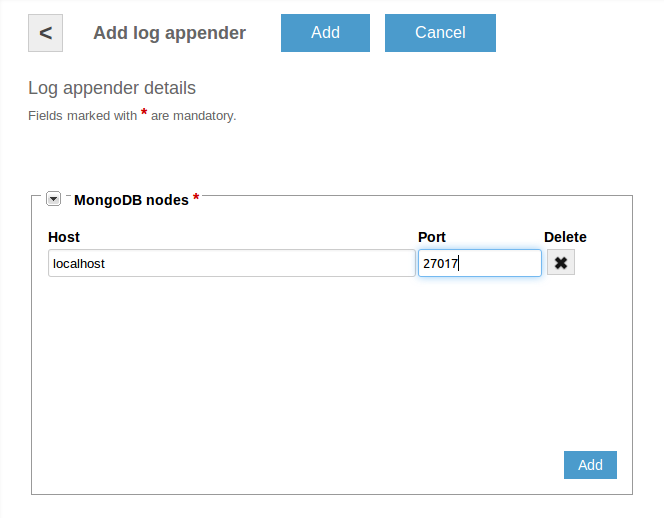 < Add log appender Add Cancel
Log appender details
Fields marked with * are mandatory.
MongoDB nodes *
Host Port Delete
localhost 27017 ✖
Add